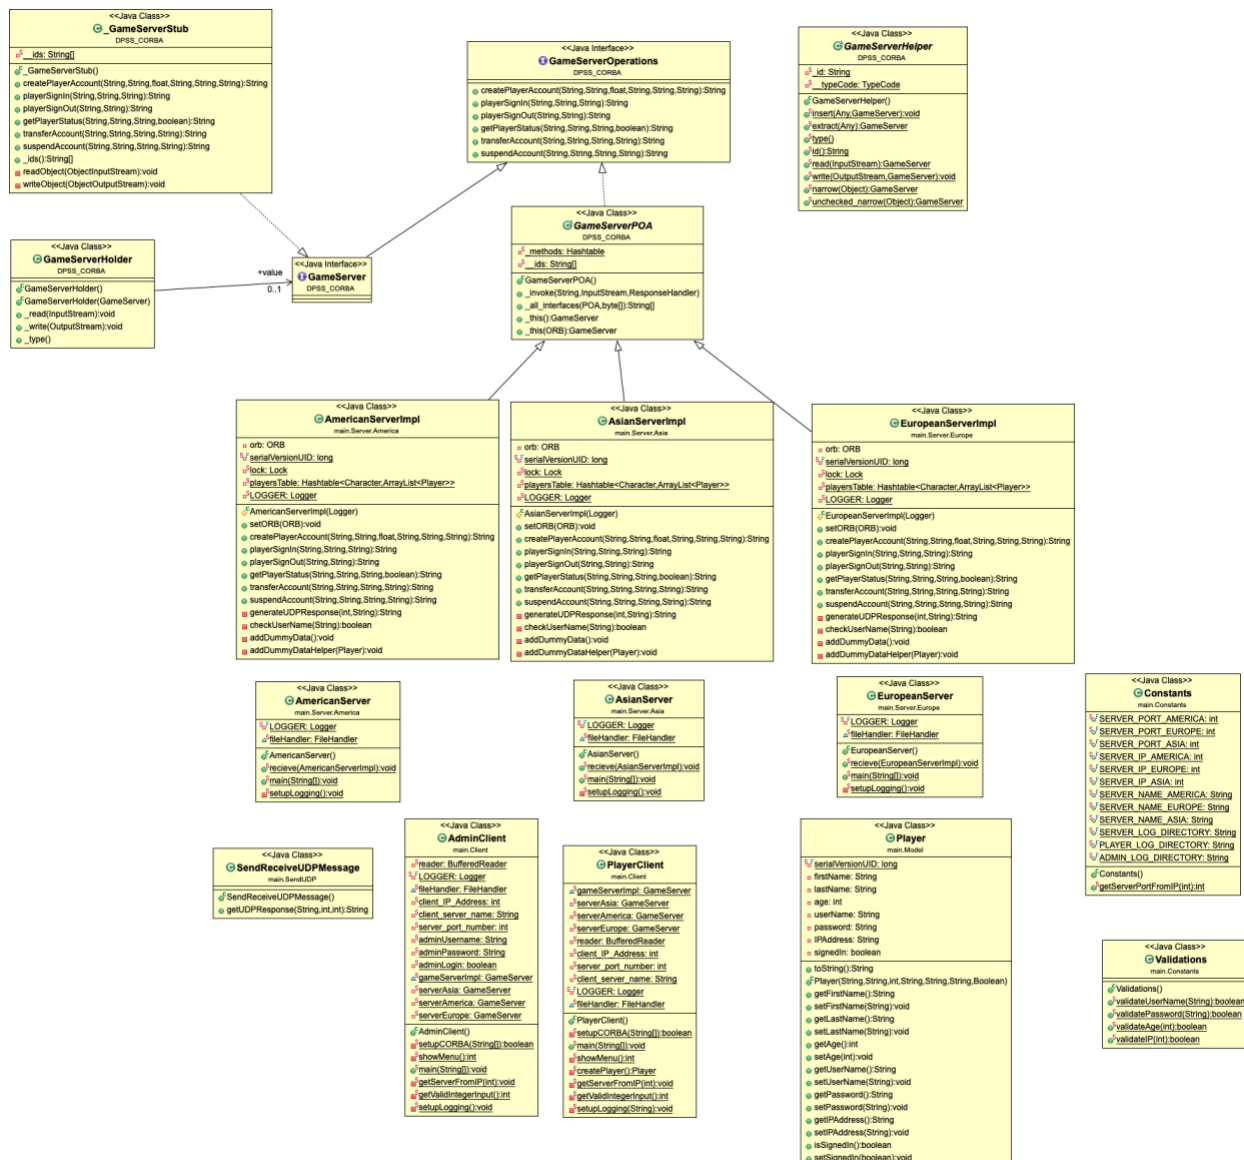 <<Java Class>>
_GameServerStub
DPSS_CORBA
__ids: String[]
_GameServerStub()
createPlayerAccount(String,String,float,String,String,String):String
playerSignIn(String,String,String):String
playerSignOut(String,String):String
getPlayerStatus(String,String,String,boolean):String
transferAccount(String,String,String,String):String
suspendAccount(String,String,String,String):String
_ids():String[]
readObject(ObjectInputStream):void
writeObject(ObjectOutputStream):void
<<Java Interface>>
GameServerOperations
DPSS_CORBA
createPlayerAccount(String,String,float,String,String,String):String
playerSignIn(String,String,String):String
playerSignOut(String,String):String
getPlayerStatus(String,String,String,boolean):String
transferAccount(String,String,String,String):String
suspendAccount(String,String,String,String):String
<<Java Class>>
GameServerHelper
DPSS_CORBA
_id: String
__typeCode: TypeCode
GameServerHelper()
insert(Any,GameServer):void
extract(Any):GameServer
type()
id():String
read(InputStream):GameServer
write(OutputStream,GameServer):void
narrow(Object):GameServer
unchecked_narrow(Object):GameServer
<<Java Class>>
GameServerHolder
DPSS_CORBA
GameServerHolder()
GameServerHolder(GameServer)
_read(InputStream):void
_write(OutputStream):void
_type()
+value
0..1
<<Java Interface>>
GameServer
DPSS_CORBA
<<Java Class>>
GameServerPOA
DPSS_CORBA
_methods: Hashtable
__ids: String[]
GameServerPOA()
_invoke(String,InputStream,ResponseHandler)
_all_interfaces(POA,byte[]):String[]
_this():GameServer
_this(ORB):GameServer
<<Java Class>>
AmericanServerImpl
main.Server.America
orb: ORB
serialVersionUID: long
lock: Lock
playersTable: Hashtable<Character,ArrayList<Player>>
LOGGER: Logger
AmericanServerImpl(Logger)
setORB(ORB):void
createPlayerAccount(String,String,float,String,String,String):String
playerSignIn(String,String,String):String
playerSignOut(String,String):String
getPlayerStatus(String,String,String,boolean):String
transferAccount(String,String,String,String):String
suspendAccount(String,String,String,String):String
generateUDPResponse(int,String):String
checkUserName(String):boolean
addDummyData():void
addDummyDataHelper(Player):void
<<Java Class>>
AsianServerImpl
main.Server.Asia
orb: ORB
serialVersionUID: long
lock: Lock
playersTable: Hashtable<Character,ArrayList<Player>>
LOGGER: Logger
AsianServerImpl(Logger)
setORB(ORB):void
createPlayerAccount(String,String,float,String,String,String):String
playerSignIn(String,String,String):String
playerSignOut(String,String):String
getPlayerStatus(String,String,String,boolean):String
transferAccount(String,String,String,String):String
suspendAccount(String,String,String,String):String
generateUDPResponse(int,String):String
checkUserName(String):boolean
addDummyData():void
addDummyDataHelper(Player):void
<<Java Class>>
EuropeanServerImpl
main.Server.Europe
orb: ORB
serialVersionUID: long
lock: Lock
playersTable: Hashtable<Character,ArrayList<Player>>
LOGGER: Logger
EuropeanServerImpl(Logger)
setORB(ORB):void
createPlayerAccount(String,String,float,String,String,String):String
playerSignIn(String,String,String):String
playerSignOut(String,String):String
getPlayerStatus(String,String,String,boolean):String
transferAccount(String,String,String,String):String
suspendAccount(String,String,String,String):String
generateUDPResponse(int,String):String
checkUserName(String):boolean
addDummyData():void
addDummyDataHelper(Player):void
<<Java Class>>
AmericanServer
main.Server.America
LOGGER: Logger
fileHandler: FileHandler
AmericanServer()
recieve(AmericanServerImpl):void
main(String[]):void
setupLogging():void
<<Java Class>>
AsianServer
main.Server.Asia
LOGGER: Logger
fileHandler: FileHandler
AsianServer()
recieve(AsianServerImpl):void
main(String[]):void
setupLogging():void
<<Java Class>>
EuropeanServer
main.Server.Europe
LOGGER: Logger
fileHandler: FileHandler
EuropeanServer()
recieve(EuropeanServerImpl):void
main(String[]):void
setupLogging():void
<<Java Class>>
Constants
main.Constants
SERVER_PORT_AMERICA: int
SERVER_PORT_EUROPE: int
SERVER_PORT_ASIA: int
SERVER_IP_AMERICA: int
SERVER_IP_EUROPE: int
SERVER_IP_ASIA: int
SERVER_NAME_AMERICA: String
SERVER_NAME_EUROPE: String
SERVER_NAME_ASIA: String
SERVER_LOG_DIRECTORY: String
PLAYER_LOG_DIRECTORY: String
ADMIN_LOG_DIRECTORY: String
Constants()
getServerPortFromIP(int):int
<<Java Class>>
SendReceiveUDPMessage
main.SendUDP
SendReceiveUDPMessage()
getUDPResponse(String,int,int):String
<<Java Class>>
AdminClient
main.Client
reader: BufferedReader
LOGGER: Logger
fileHandler: FileHandler
client_IP_Address: int
client_server_name: String
server_port_number: int
adminUsername: String
adminPassword: String
adminLogin: boolean
gameServerImpl: GameServer
serverAsia: GameServer
serverAmerica: GameServer
serverEurope: GameServer
AdminClient()
setupCORBA(String[]):boolean
showMenu():int
main(String[]):void
getServerFromIP(int):void
getValidIntegerInput():int
setupLogging():void
<<Java Class>>
PlayerClient
main.Client
gameServerImpl: GameServer
serverAsia: GameServer
serverAmerica: GameServer
serverEurope: GameServer
reader: BufferedReader
client_IP_Address: int
server_port_number: int
client_server_name: String
LOGGER: Logger
fileHandler: FileHandler
PlayerClient()
setupCORBA(String[]):boolean
main(String[]):void
showMenu():int
createPlayer():Player
getServerFromIP(int):void
getValidIntegerInput():int
setupLogging(String):void
<<Java Class>>
Player
main.Model
serialVersionUID: long
firstName: String
lastName: String
age: int
userName: String
password: String
IPAddress: String
signedIn: boolean
toString():String
Player(String,String,int,String,String,String,Boolean)
getFirstName():String
setFirstName(String):void
getLastName():String
setLastName(String):void
getAge():int
setAge(int):void
getUserName():String
setUserName(String):void
getPassword():String
setPassword(String):void
getIPAddress():String
setIPAddress(String):void
isSignedIn():boolean
setSignedIn(boolean):void
<<Java Class>>
Validations
main.Constants
Validations()
validateUserName(String):boolean
validatePassword(String):boolean
validateAge(int):boolean
validateIP(int):boolean